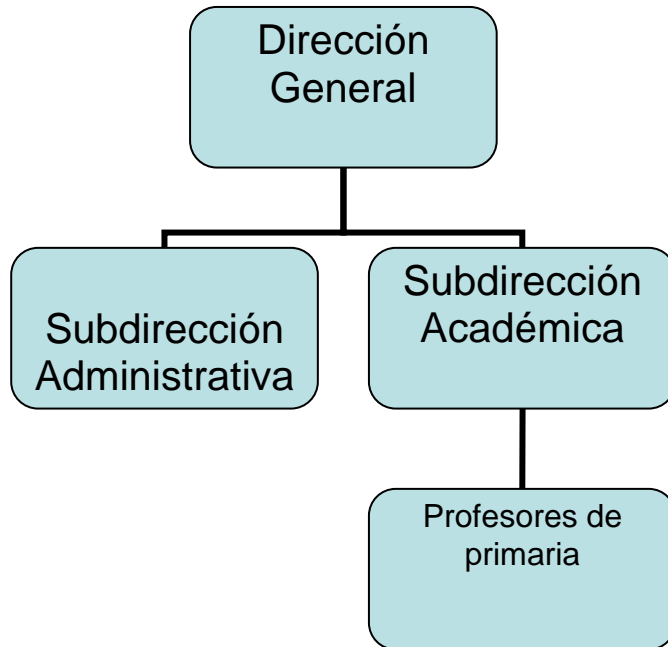 Dirección
General
Subdirección
Administrativa
Subdirección
Académica
Profesores de
primaria